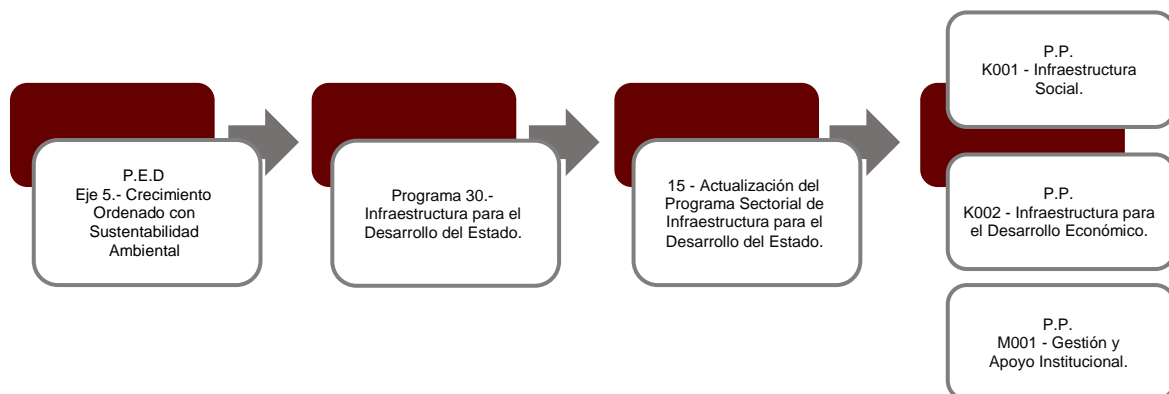 P.E.D
Eje 5.- Crecimiento
Ordenado con
Sustentabilidad
Ambiental
Programa 30.-
Infraestructura para el
Desarrollo del Estado.
15 - Actualización del
Programa Sectorial de
Infraestructura para el
Desarrollo del Estado.
P.P.
K001 - Infraestructura
Social.
P.P.
K002 - Infraestructura para
el Desarrollo Económico.
P.P.
M001 - Gestión y
Apoyo Institucional.